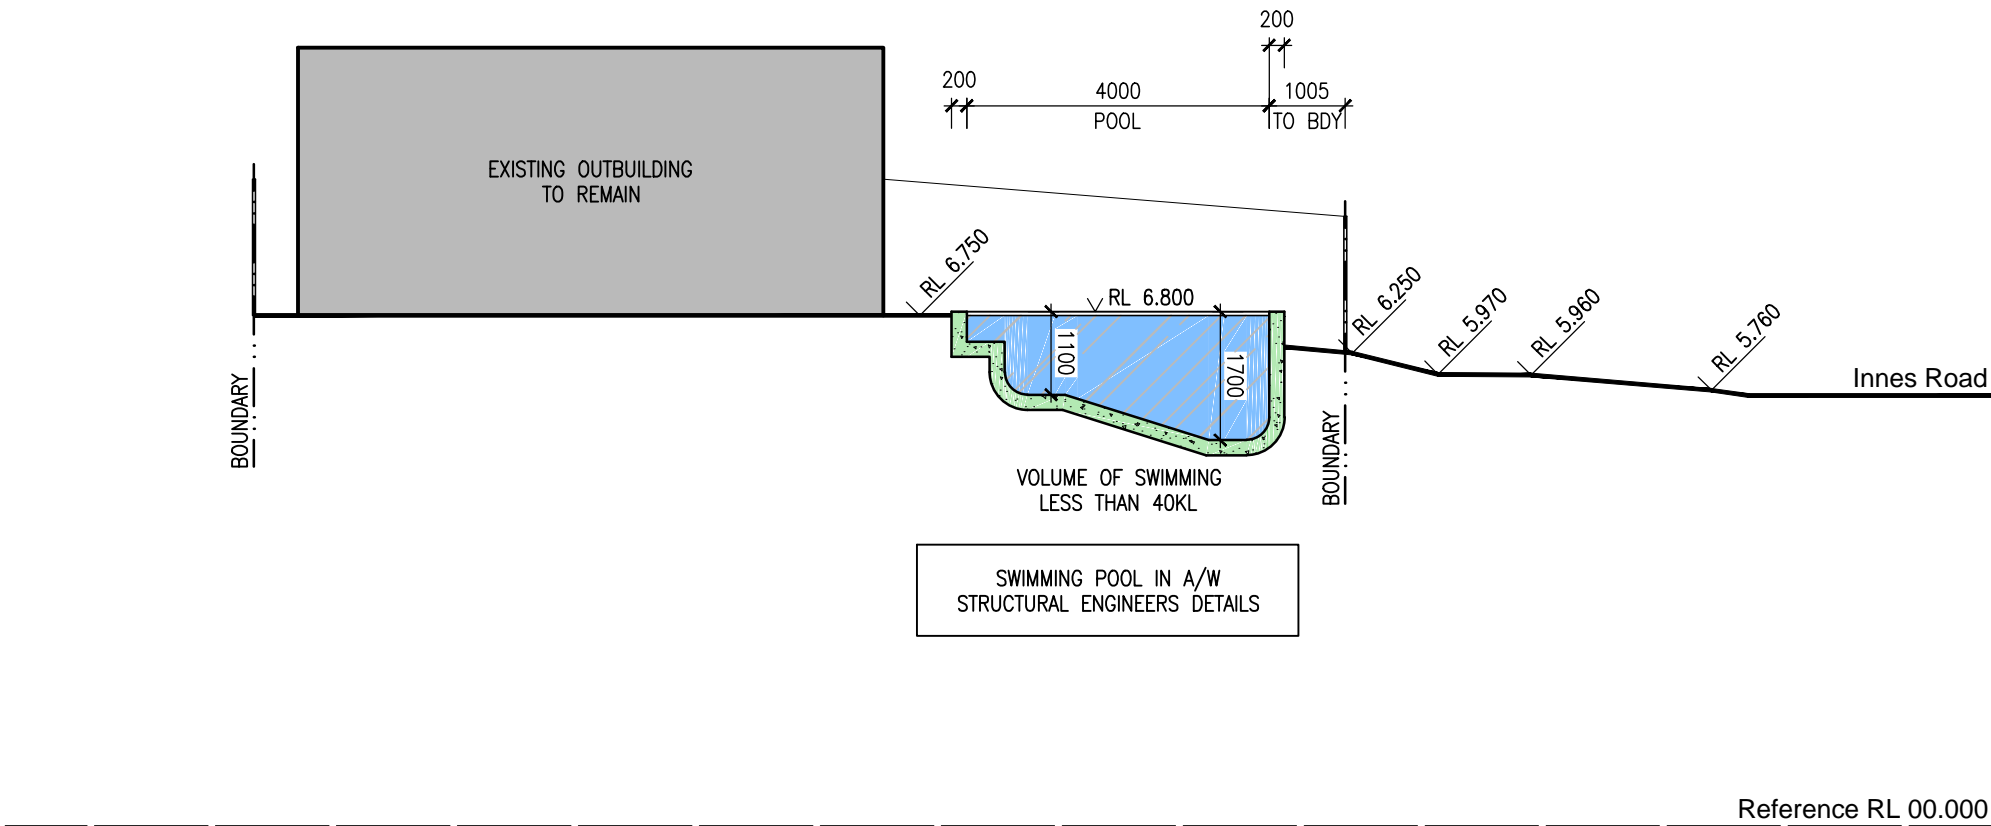 200
200
4000
1005
POOL
TO BDY
EXISTING OUTBUILDING
TO REMAIN
RL 6.750
RL 6.800
RL 6.250
RL 5.970
RL 5.960
RL 5.760
1100
1700
Innes Road
BOUNDARY
BOUNDARY
VOLUME OF SWIMMING
LESS THAN 40KL
SWIMMING POOL IN A/W
STRUCTURAL ENGINEERS DETAILS
Reference RL 00.000